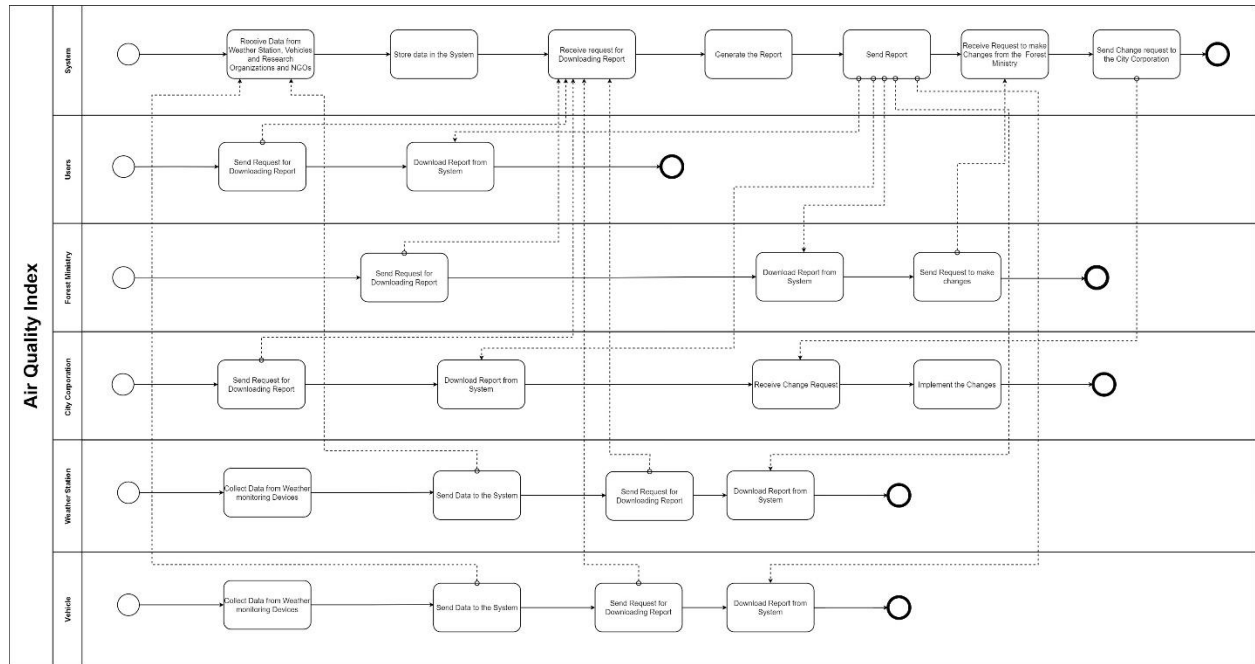 Air Quality Index
System
Receive Data from
Weather Station, Vehicles
and Research
Organizations and NGOs
Store data in the System
Receive request for
Downloading Report
Generate the Report
Send Report
Receive Request to make
Changes from the Forest
Ministry
Send Change request to
the City Corporation
Users
Send Request for
Downloading Report
Download Report from
System
Forest Ministry
Send Request for
Downloading Report
Download Report from
System
Send Request to make
changes
City Corporation
Send Request for
Downloading Report
Download Report from
System
Receive Change Request
Implement the Changes
Weather Station
Collect Data from Weather
monitoring Devices
Send Data to the System
Send Request for
Downloading Report
Download Report from
System
Vehicle
Collect Data from Weather
monitoring Devices
Send Data to the System
Send Request for
Downloading Report
Download Report from
System